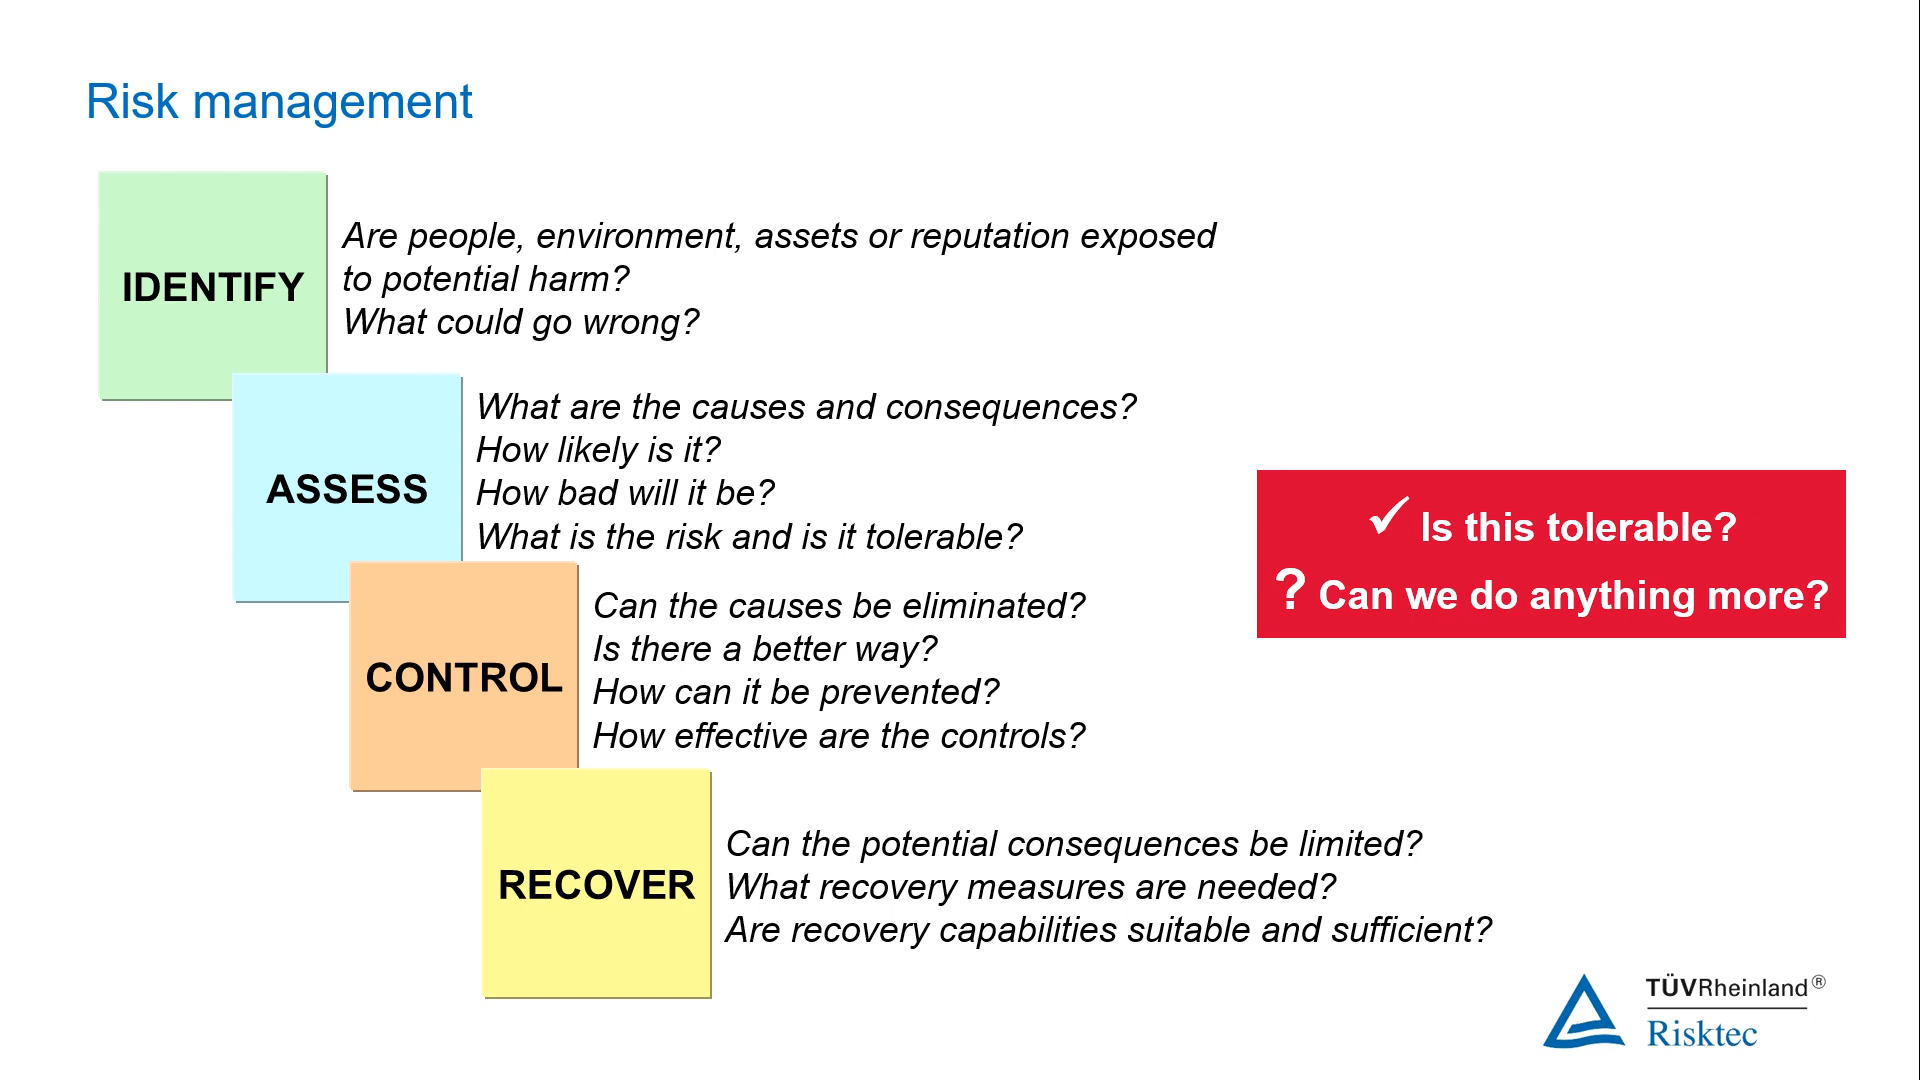 Risk management
IDENTIFY
Are people, environment, assets or reputation exposed
to potential harm?
What could go wrong?
ASSESS
What are the causes and consequences?
How likely is it?
How bad will it be?
What is the risk and is it tolerable?
✓ Is this tolerable?
? Can we do anything more?
CONTROL
Can the causes be eliminated?
Is there a better way?
How can it be prevented?
How effective are the controls?
RECOVER
Can the potential consequences be limited?
What recovery measures are needed?
Are recovery capabilities suitable and sufficient?
TÜVRheinland®
Risktec